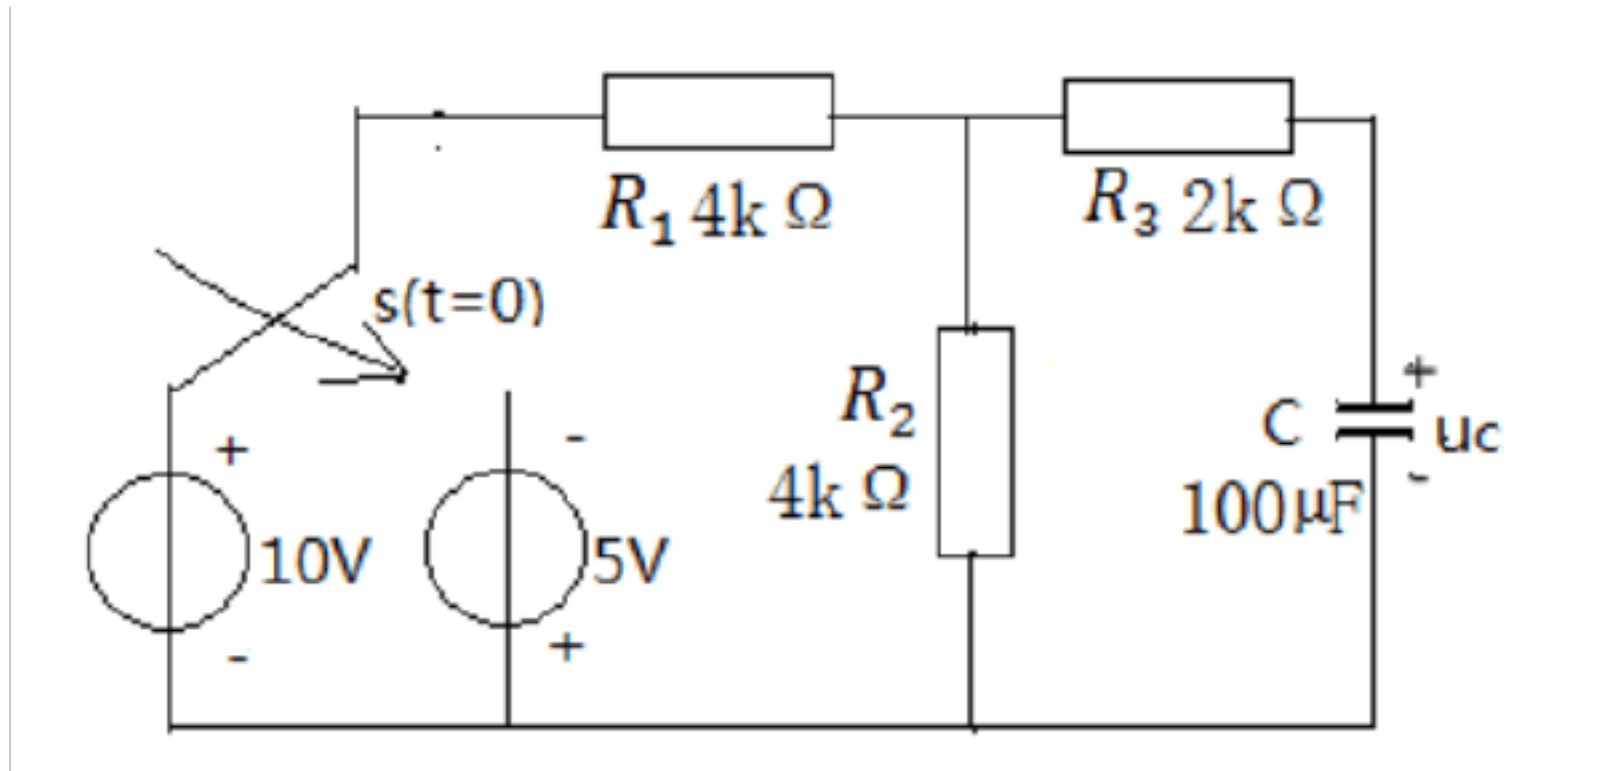 R1 4k Ω
R3 2k Ω
s(t=0)
+
-
R2
4k Ω
+
-
10V
5V
C
uc
100μF
+
-
-
+